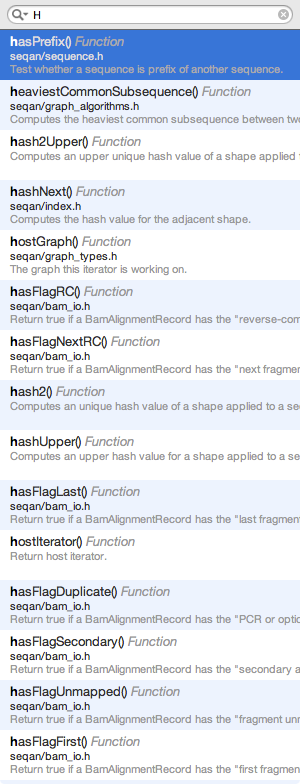 H
hasPrefix() Function
seqan/sequence.h
Test whether a sequence is prefix of another sequence.
heaviestCommonSubsequence() Function
seqan/graph_algorithms.h
Computes the heaviest common subsequence between two
hash2Upper() Function
Computes an upper unique hash value of a shape applied
hashNext() Function
seqan/index.h
Computes the hash value for the adjacent shape.
hostGraph() Function
seqan/graph_types.h
The graph this iterator is working on.
hasFlagRC() Function
seqan/bam_io.h
Return true if a BamAlignmentRecord has the "reverse-com
hasFlagNextRC() Function
seqan/bam_io.h
Return true if a BamAlignmentRecord has the "next fragme
hash2() Function
Computes an unique hash value of a shape applied to a se
hashUpper() Function
Computes an upper hash value for a shape applied to a se
hasFlagLast() Function
seqan/bam_io.h
Return true if a BamAlignmentRecord has the "last fragmen
hostIterator() Function
Return host iterator.
hasFlagDuplicate() Function
seqan/bam_io.h
Return true if a BamAlignmentRecord has the "PCR or optic
hasFlagSecondary() Function
seqan/bam_io.h
Return true if a BamAlignmentRecord has the "secondary a
hasFlagUnmapped() Function
seqan/bam_io.h
Return true if a BamAlignmentRecord has the "fragment unm
hasFlagFirst() Function
seqan/bam_io.h
Return true if a BamAlignmentRecord has the "first fragmen